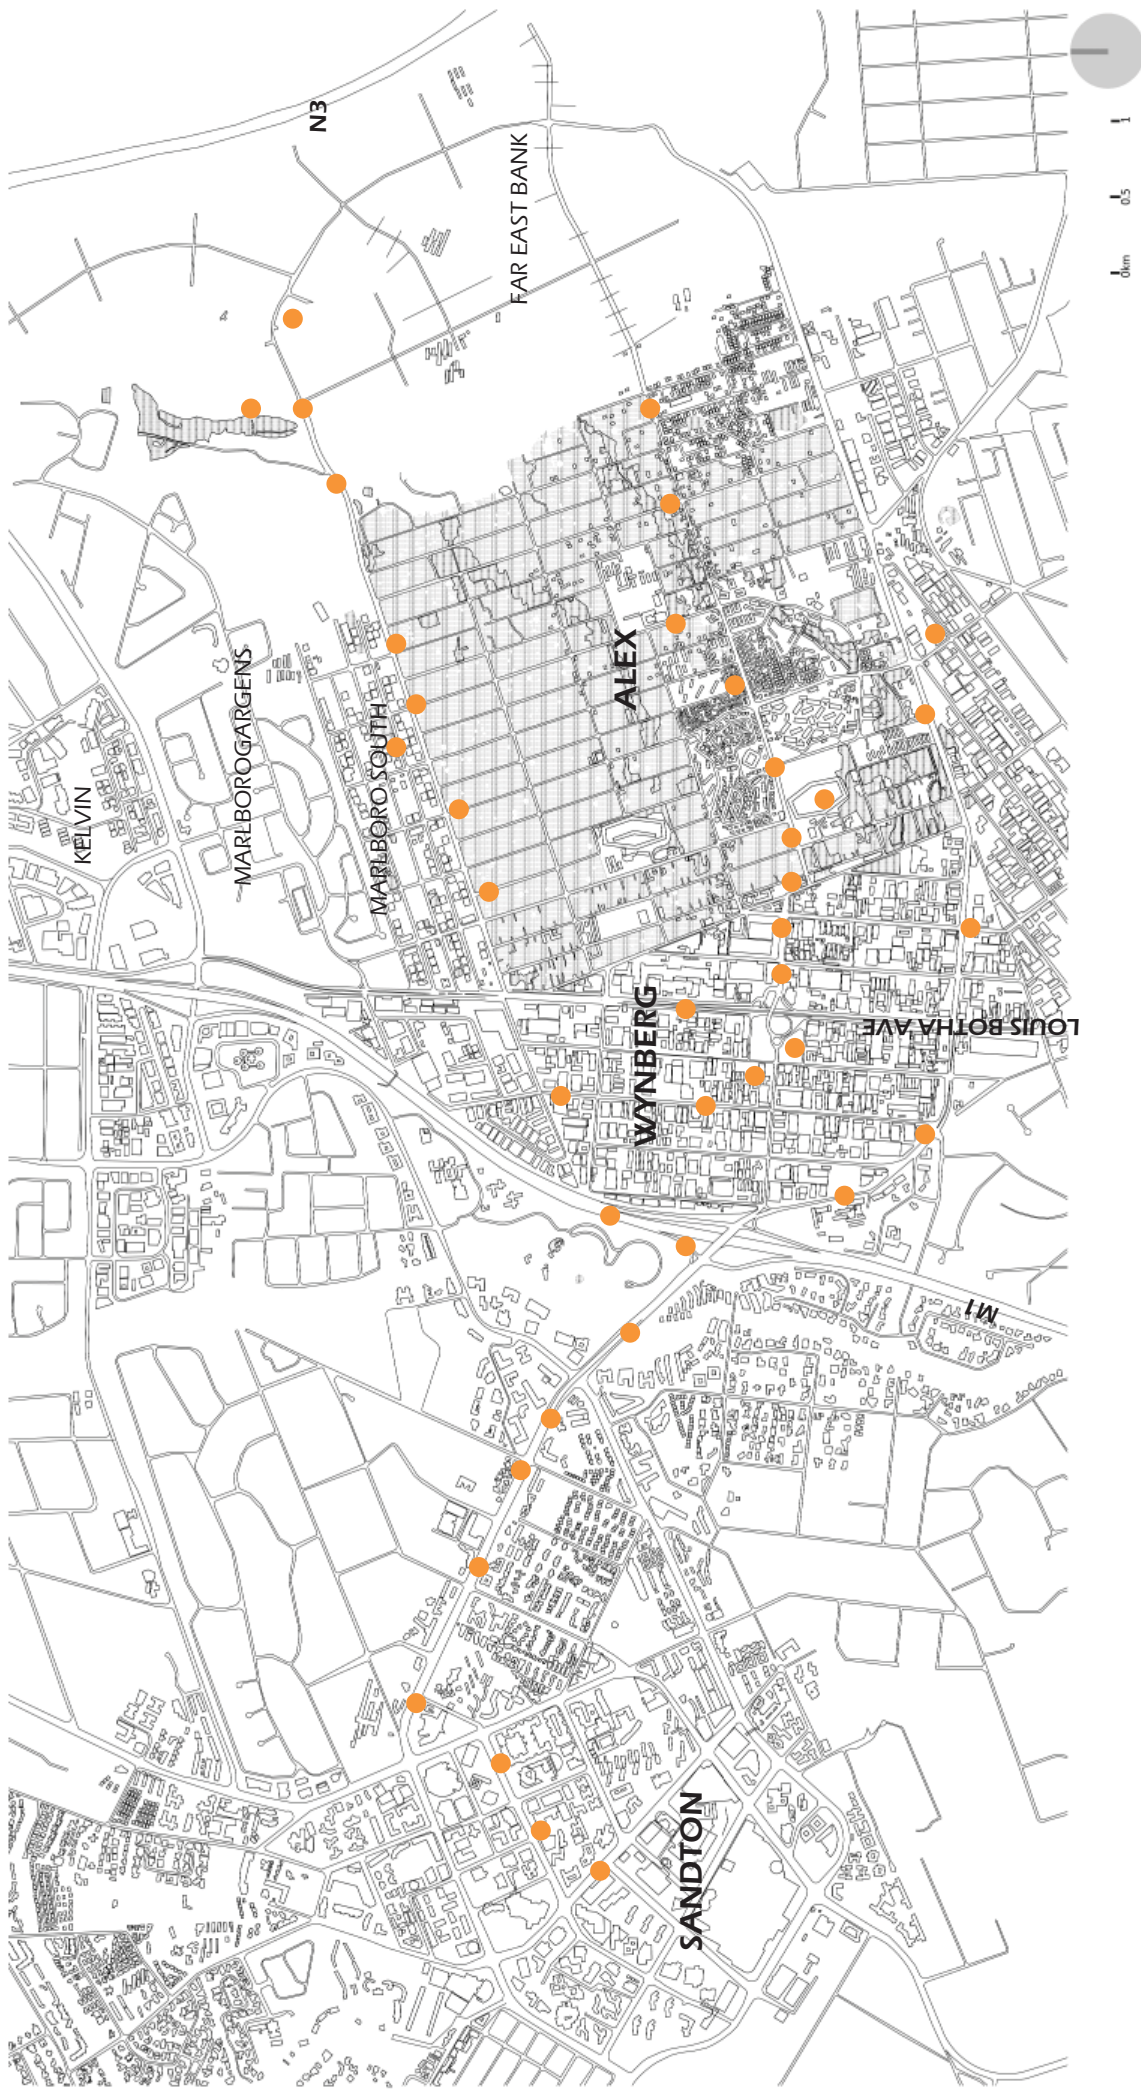 N3
FAR EAST BANK
KELVIN
MARLBOROGARGENS
MARLBORO SOUTH
ALEX
WYNBERG
LOUIS BOTHA AVE
M1
SANDTON
0km 0.5 1